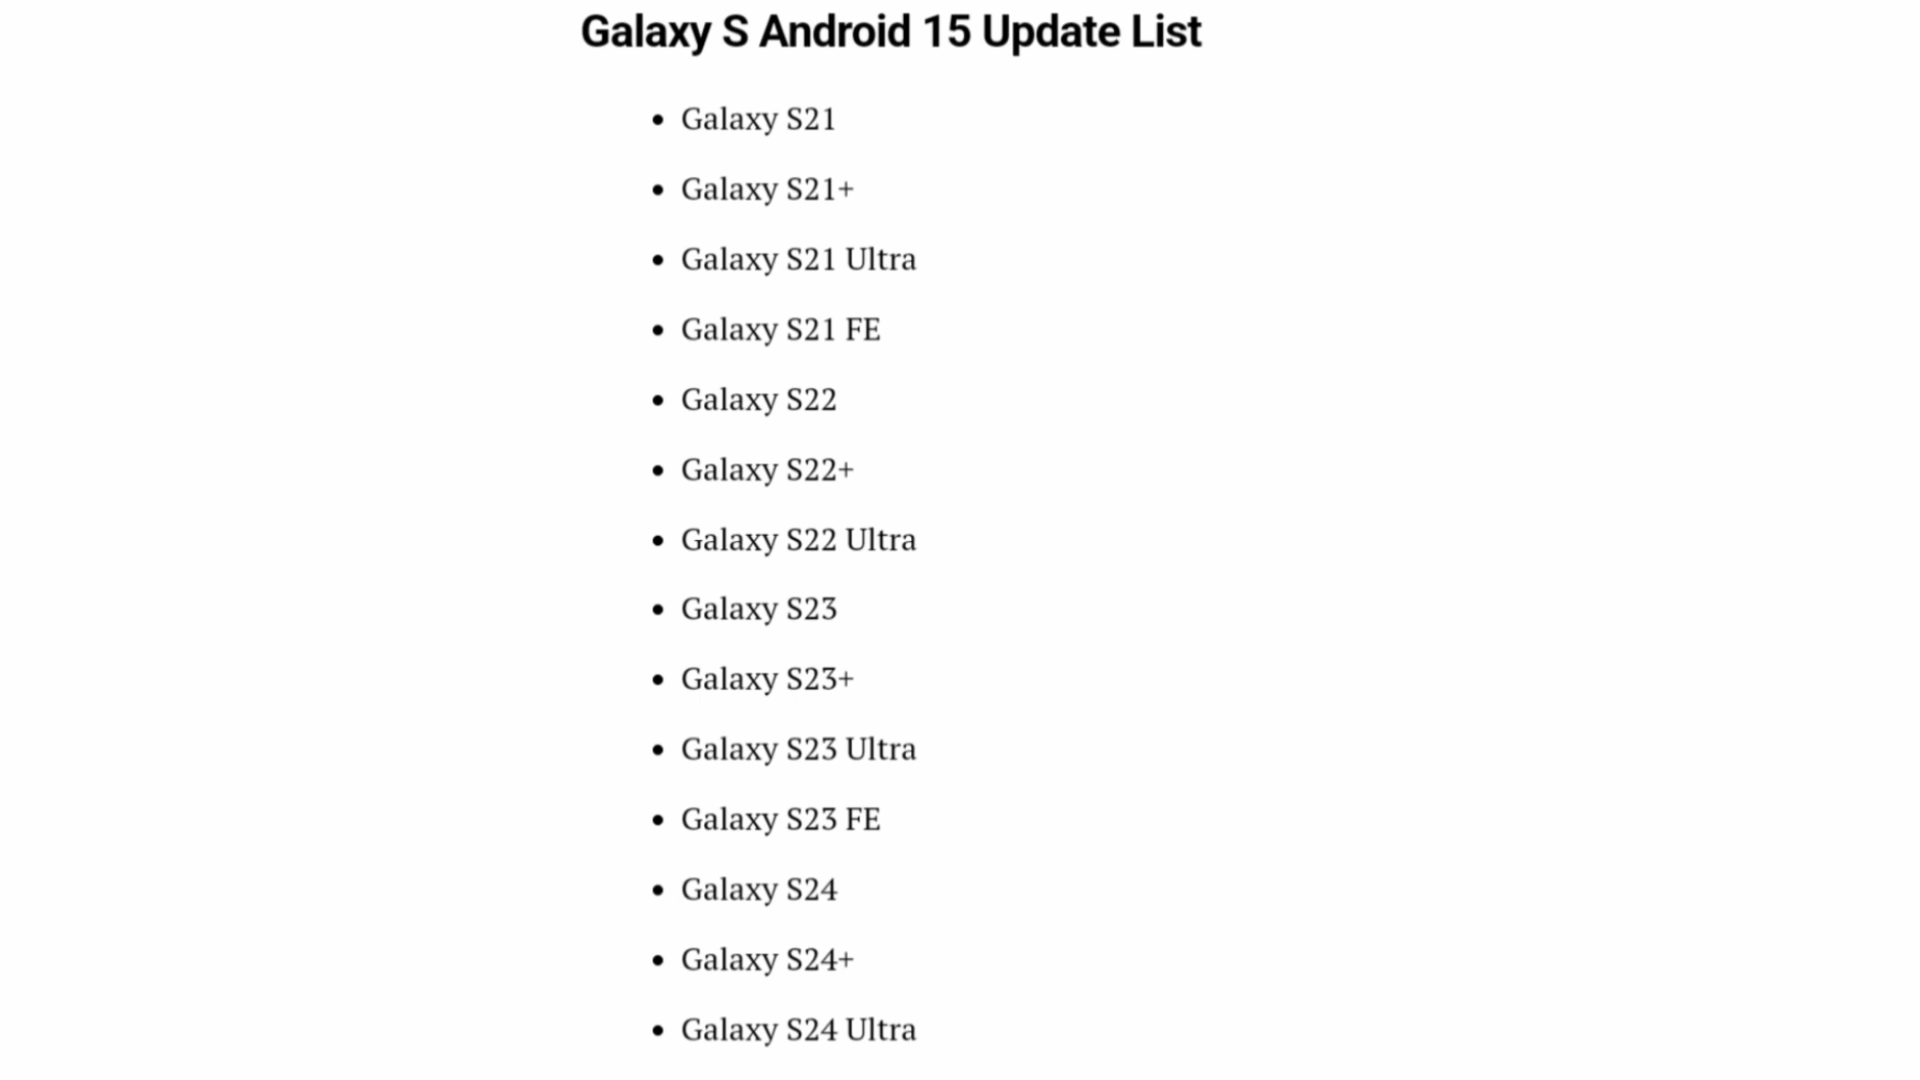 Galaxy S Android 15 Update List
• Galaxy S21
• Galaxy S21+
• Galaxy S21 Ultra
• Galaxy S21 FE
• Galaxy S22
• Galaxy S22+
• Galaxy S22 Ultra
• Galaxy S23
• Galaxy S23+
• Galaxy S23 Ultra
• Galaxy S23 FE
• Galaxy S24
• Galaxy S24+
• Galaxy S24 Ultra